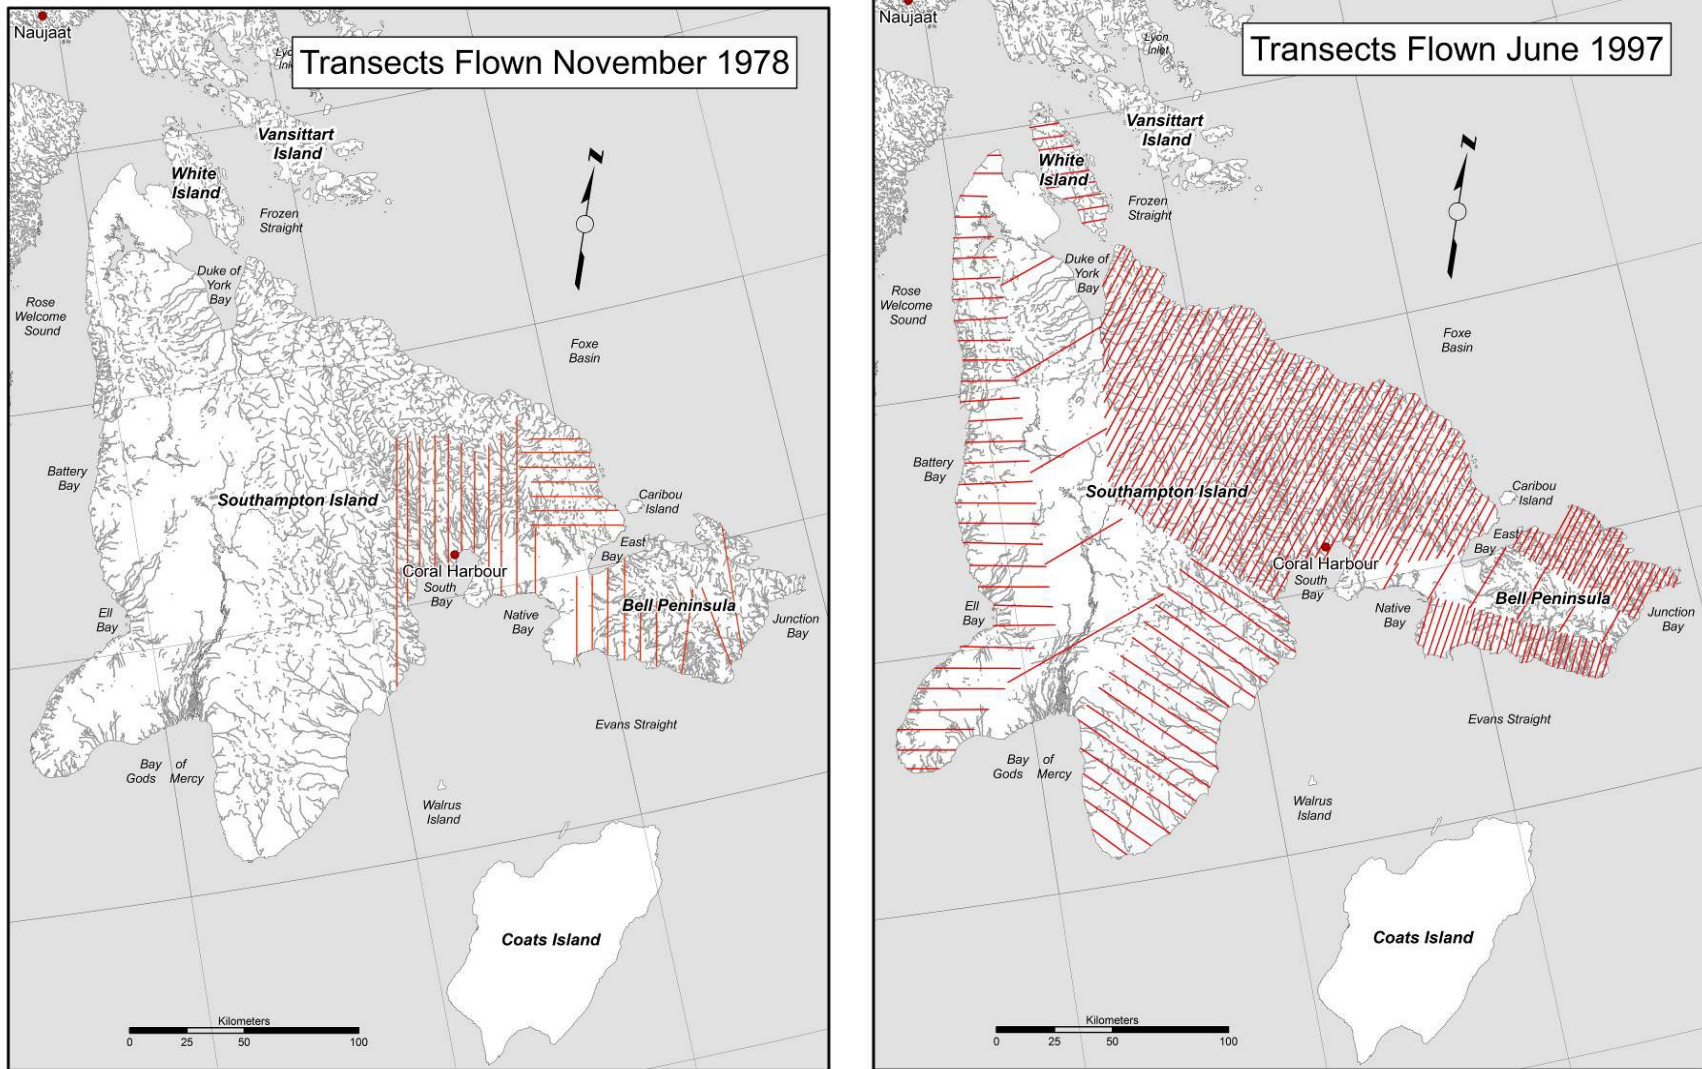 Naujaat
Lyon
Inlet
Transects Flown November 1978
Vansittart
Island
White
Island
Frozen
Straight
N
Duke of
York
Bay
Rose
Welcome
Sound
Foxe
Basin
Battery
Bay
Southampton Island
Caribou
Island
East
Bay
Coral Harbour
South
Bay
Ell
Bay
Native
Bay
Bell Peninsula
Junction
Bay
Evans Straight
Bay of
Gods Mercy
Walrus
Island
Coats Island
Kilometers
0 25 50 100
Naujaat
Lyon
Inlet
Transects Flown June 1997
Vansittart
Island
White
Island
Frozen
Straight
N
Duke of
York
Bay
Rose
Welcome
Sound
Foxe
Basin
Battery
Bay
Southampton Island
Caribou
Island
East
Bay
Coral Harbour
South
Bay
Ell
Bay
Native
Bay
Bell Peninsula
Junction
Bay
Evans Straight
Bay of
Gods Mercy
Walrus
Island
Coats Island
Kilometers
0 25 50 100